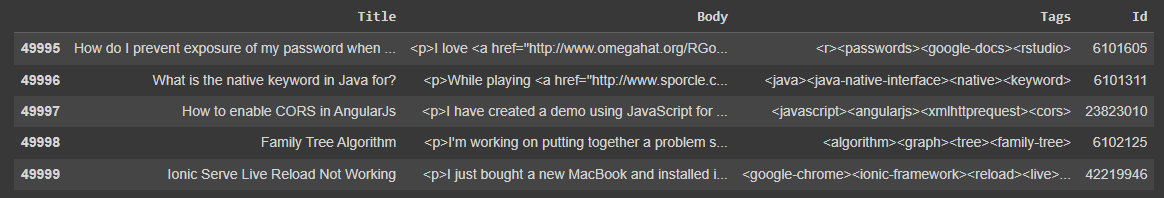 Title Body Tags Id
49995 How do I prevent exposure of my password when ... <p>I love <a href="http://www.omegahat.org/RGo... <r><passwords><google-docs><rstudio> 6101605
49996 What is the native keyword in Java for? <p>While playing <a href="http://www.sporcle.c... <java><java-native-interface><native><keyword> 6101311
49997 How to enable CORS in AngularJs <p>I have created a demo using JavaScript for ... <javascript><angularjs><xmlhttprequest><cors> 23823010
49998 Family Tree Algorithm <p>I'm working on putting together a problem s... <algorithm><graph><tree><family-tree> 6102125
49999 Ionic Serve Live Reload Not Working <p>I just bought a new MacBook and installed i... <google-chrome><ionic-framework><reload><live>... 42219946